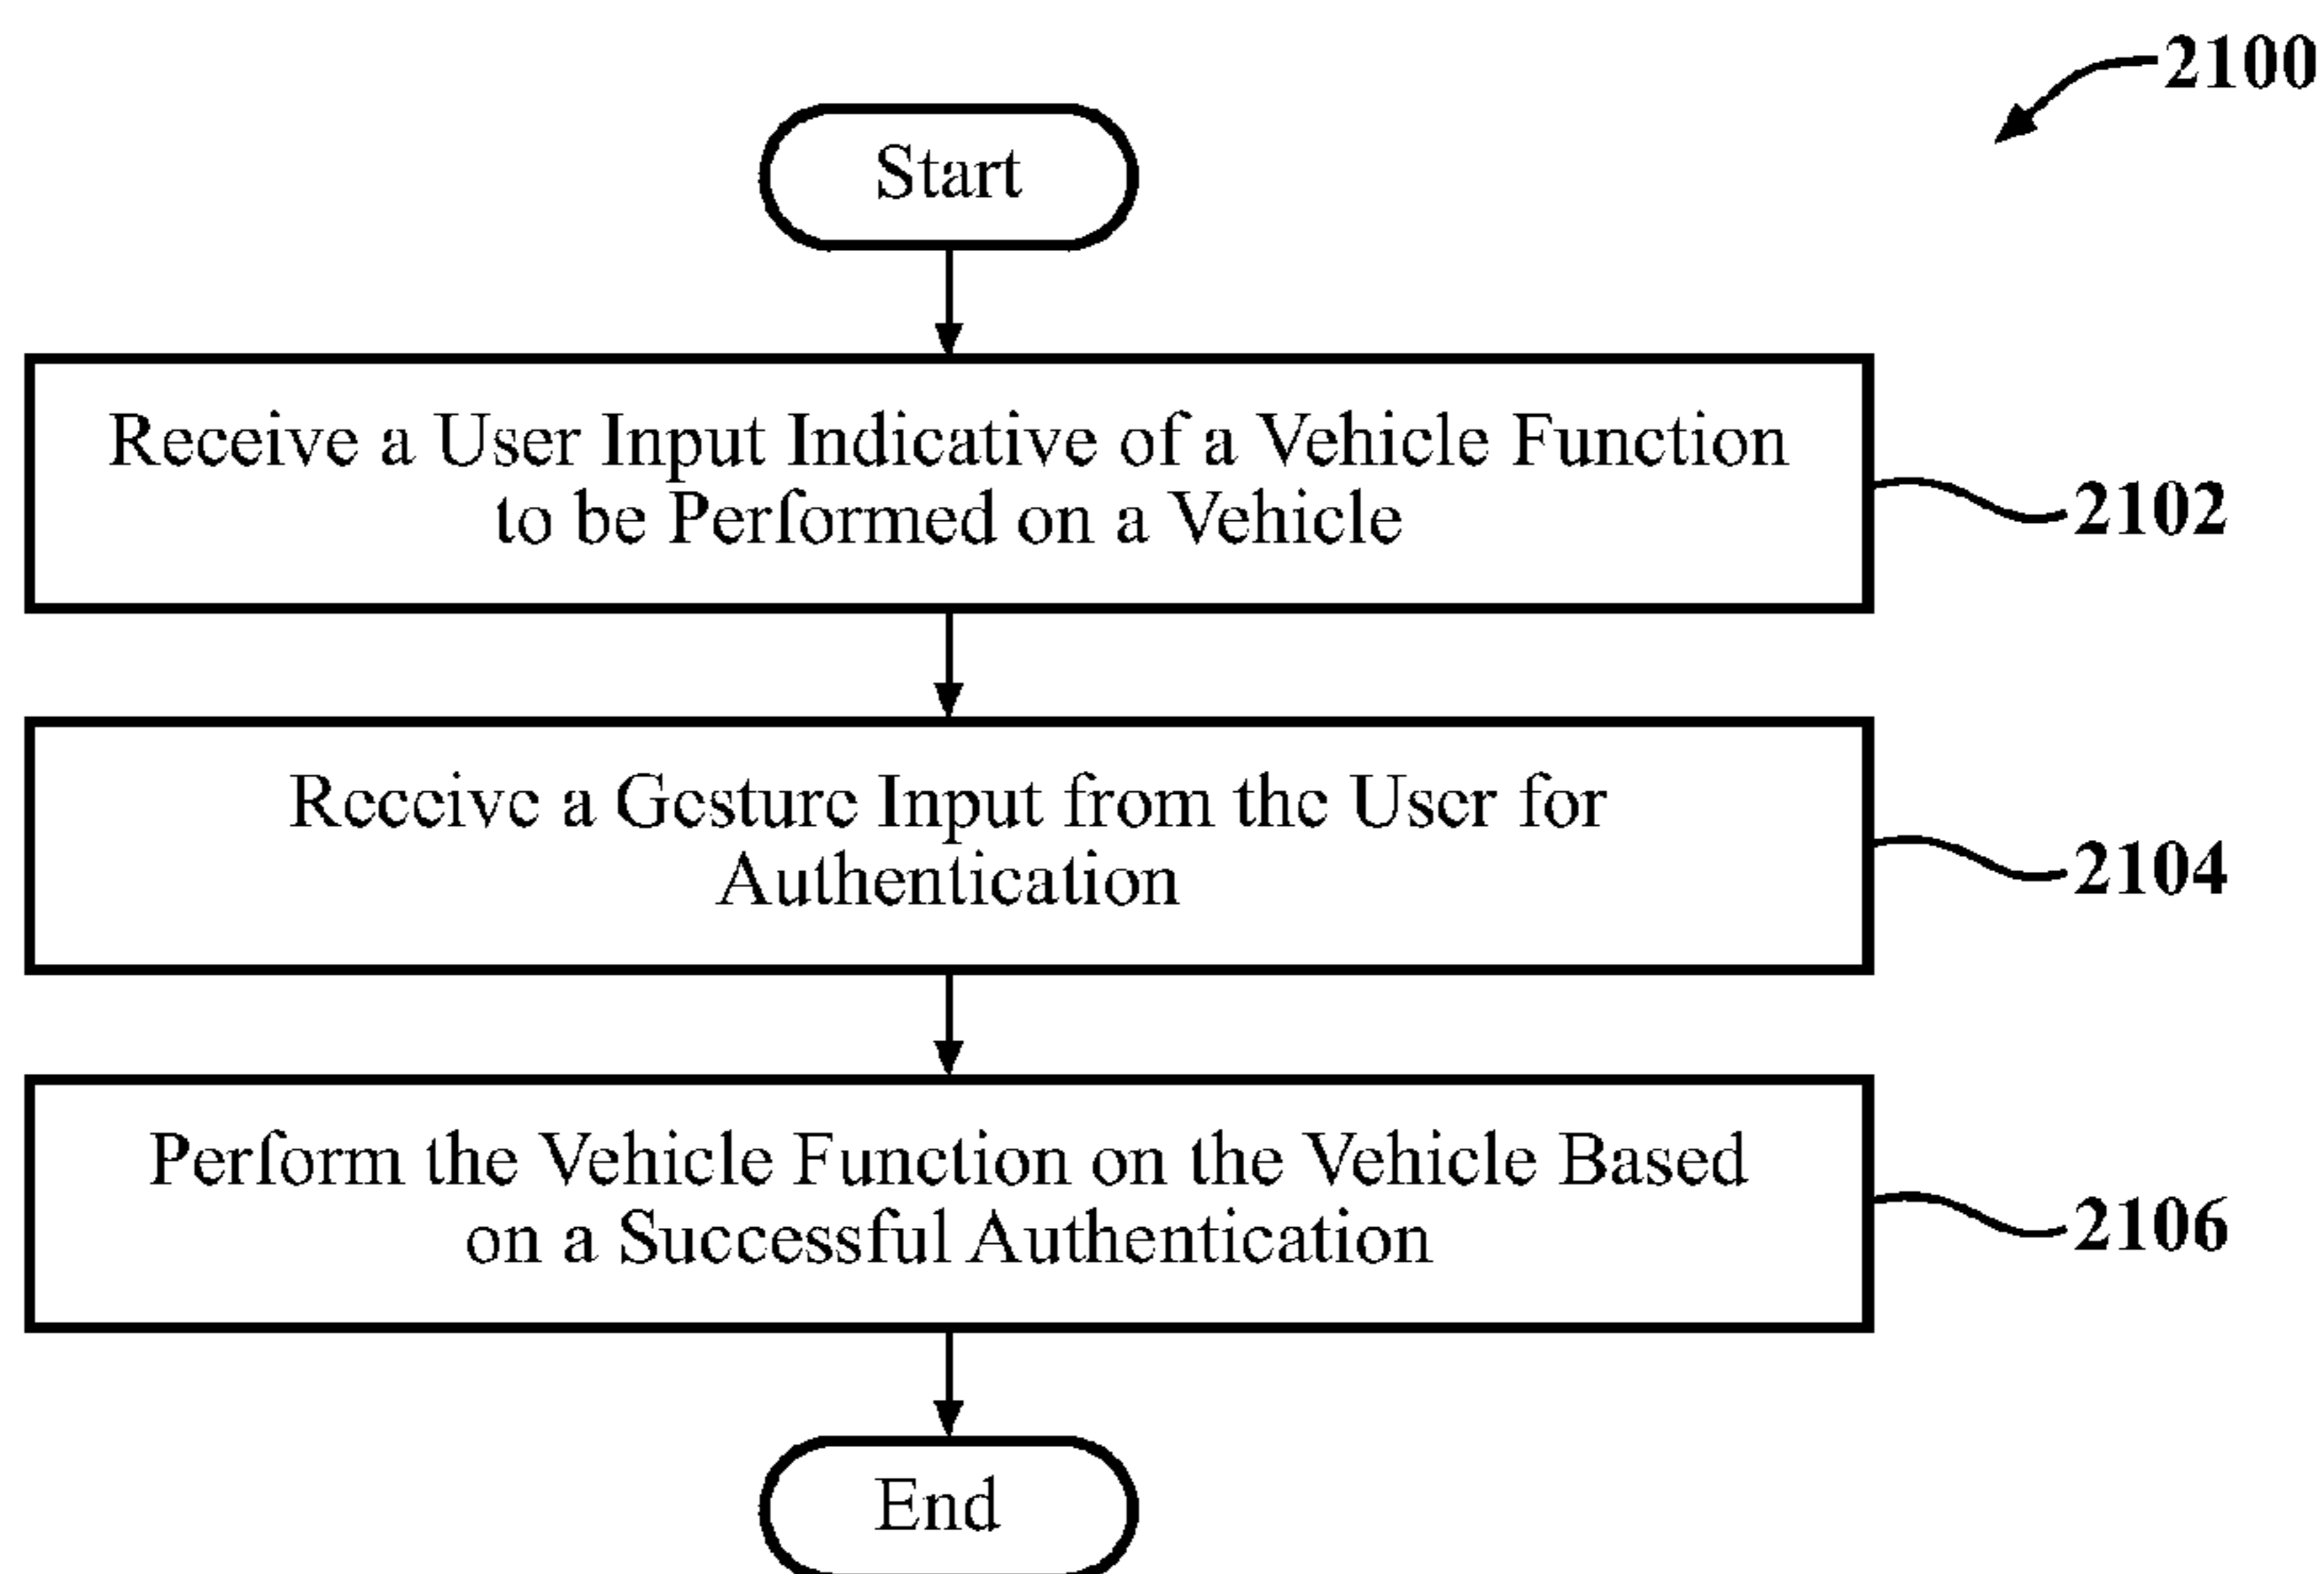 2100
Start
Receive a User Input Indicative of a Vehicle Function
to be Performed on a Vehicle
2102
Receive a Gesture Input from the User for
Authentication
2104
Perform the Vehicle Function on the Vehicle Based
on a Successful Authentication
2106
End